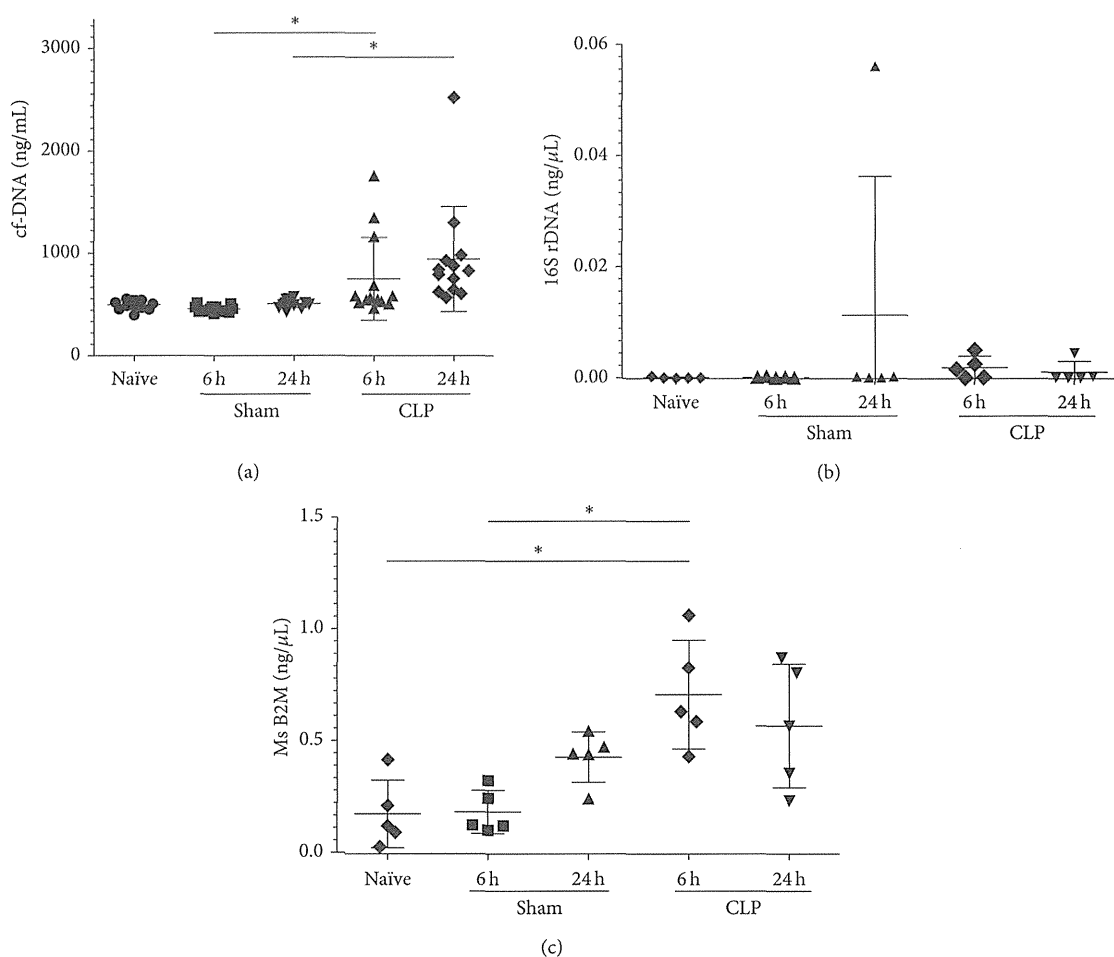 cf-DNA (ng/mL)
3000
2000
1000
0
*
*
Naïve
6 h
24 h
6 h
24 h
Sham
CLP
(a)
16S rDNA (ng/μL)
0.06
0.04
0.02
0.00
Naïve
6 h
24 h
6 h
24 h
Sham
CLP
(b)
Ms B2M (ng/μL)
1.5
1.0
0.5
0.0
*
*
Naïve
6 h
24 h
6 h
24 h
Sham
CLP
(c)